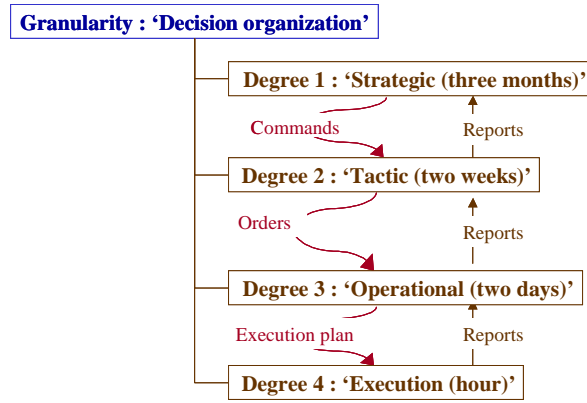 Granularity : ‘Decision organization’
Degree 1 : ‘Strategic (three months)’
Commands
Reports
Degree 2 : ‘Tactic (two weeks)’
Orders
Reports
Degree 3 : ‘Operational (two days)’
Execution plan
Reports
Degree 4 : ‘Execution (hour)’